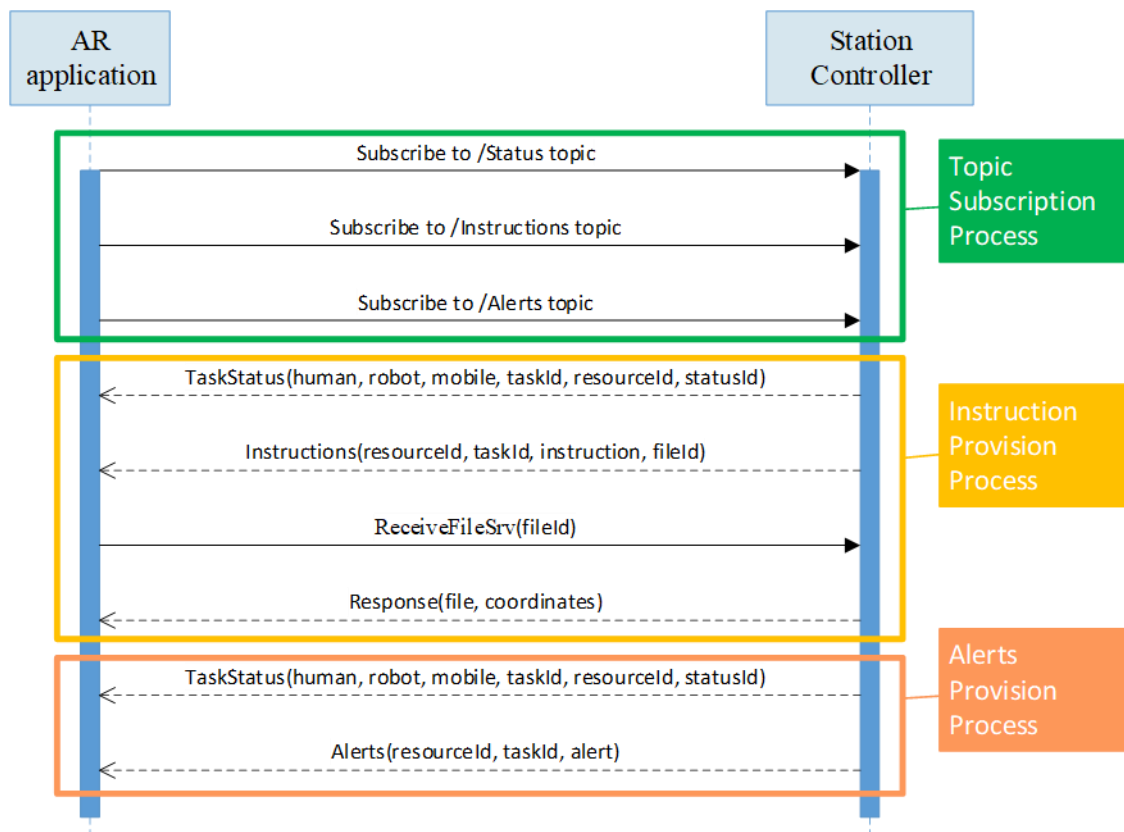 AR
application
Station
Controller
Subscribe to /Status topic
Subscribe to /Instructions topic
Subscribe to /Alerts topic
Topic
Subscription
Process
TaskStatus(human, robot, mobile, taskId, resourceId, statusId)
Instructions(resourceId, taskId, instruction, fileId)
ReceiveFileSrv(fileId)
Response(file, coordinates)
Instruction
Provision
Process
TaskStatus(human, robot, mobile, taskId, resourceId, statusId)
Alerts(resourceId, taskId, alert)
Alerts
Provision
Process